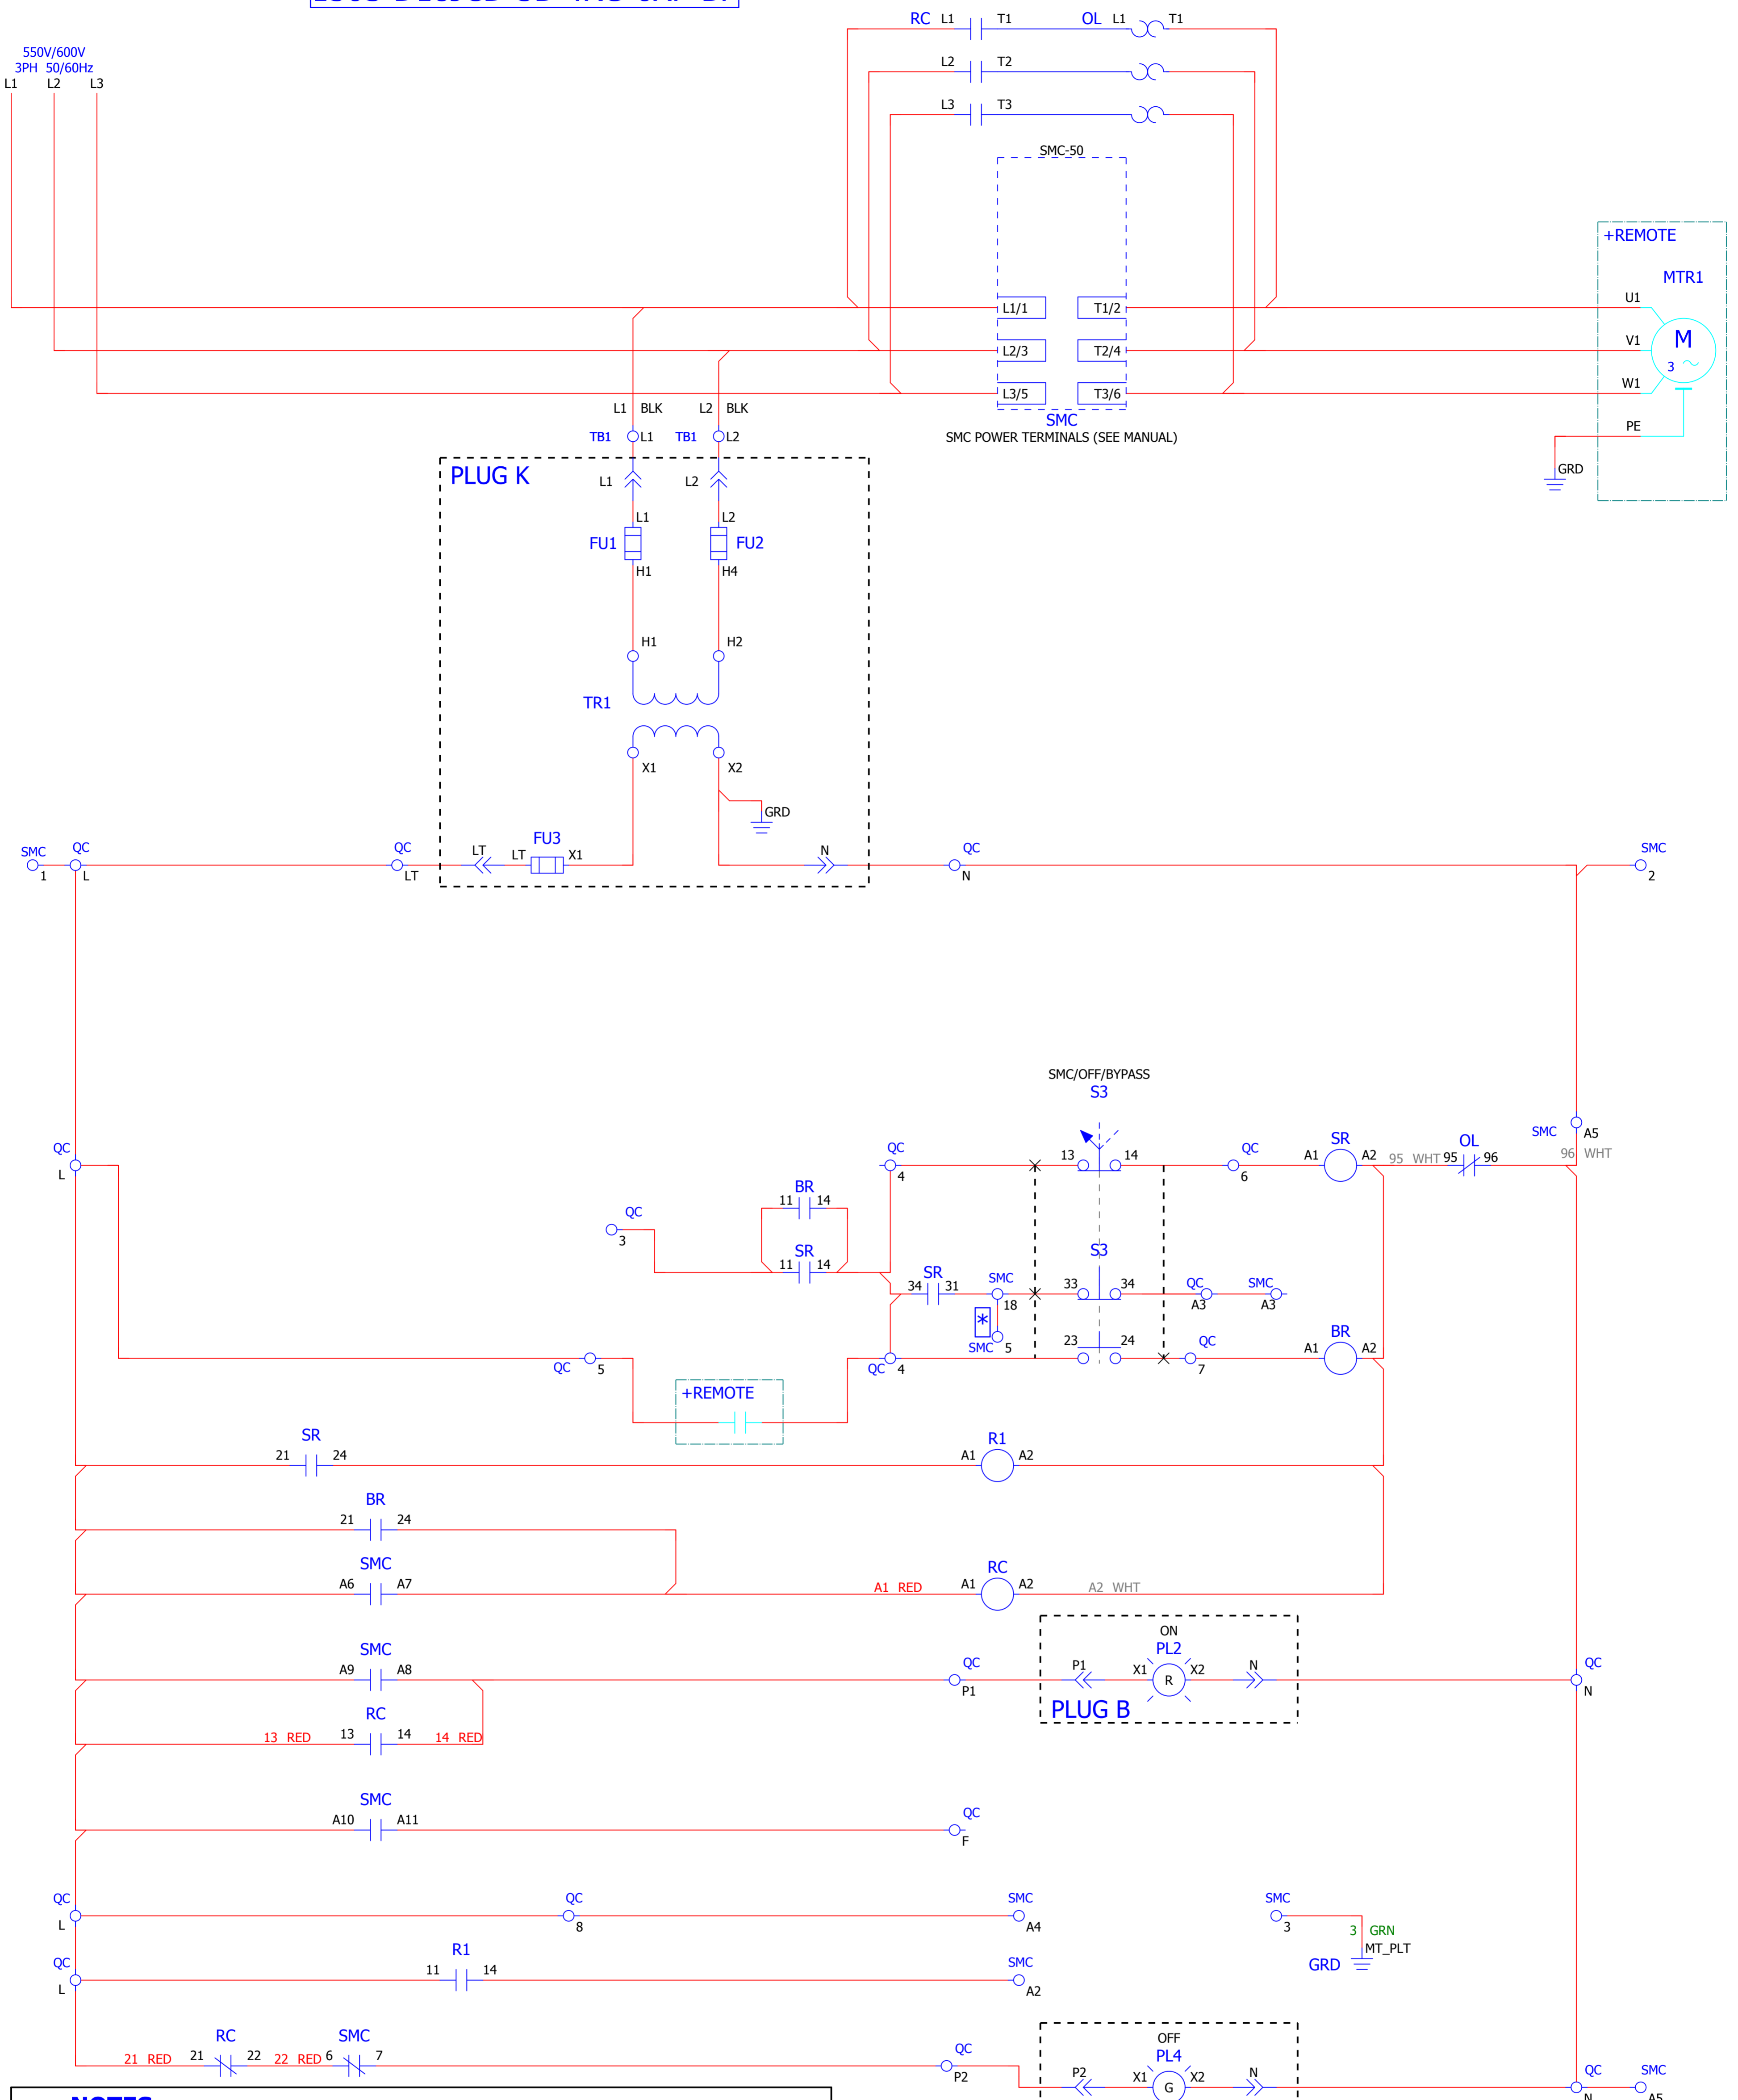 RC L1 T1 OL L1 T1
550V/600V
3PH 50/60Hz
L1 L2 L3
L2 T2
L3 T3
SMC-50
+REMOTE
MTR1
L1/1 T1/2 U1
M
3
L2/3 T2/4 V1
L3/5 T3/6 W1
SMC
SMC POWER TERMINALS (SEE MANUAL)
PE
GRD
L1 BLK L2 BLK
TB1 L1 TB1 L2
PLUG K
L1 L2
L1 L2
FU1 FU2
H1 H4
H1 H2
TR1
X1 X2
GRD
SMC QC QC LT LT FU3 X1 N QC SMC
1 L LT N 2
SMC/OFF/BYPASS
S3
SMC A5
QC QC 13 14 QC SR OL
A1 A2 95 WHT 95 96 96 WHT
L 4 6
BR
11 14
QC
3
SR
11 14
S3
SR
34 31 SMC 33 34 QC SMC
18 A3 A3
*
SMC 5
23 24 QC BR
A1 A2
QC 5 QC 4 7
+REMOTE
SR
21 24
R1
A1 A2
BR
21 24
SMC
A6 A7
RC
A1 RED A1 A2 A2 WHT
ON
SMC
A9 A8
QC
P1
P1 X1 PL2 X2 N
R
QC
N
PLUG B
RC
13 RED 13 14 14 RED
SMC
A10 A11
QC
F
QC QC SMC SMC
L 8 A4 3
3 GRN
MT_PLT
GRD
QC R1 SMC
L 11 14 A2
OFF
RC SMC
21 RED 21 22 22 RED 6 7
QC
P2
P2 X1 PL4 X2 N
G
QC SMC